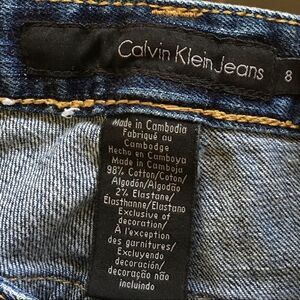 Calvin Klein Jeans
8
Made in Cambodia
Fabriqué au
Cambodge
Hecho en Camboya
Made in Camboja
98% Cotton/Coton/
Algodón/Algodão
2% Elastane/
Élasthanne/Elastano
Exclusive of
decoration/
À l'exception
des garnitures/
Excluyendo
decoración/
decoração não
incluindo